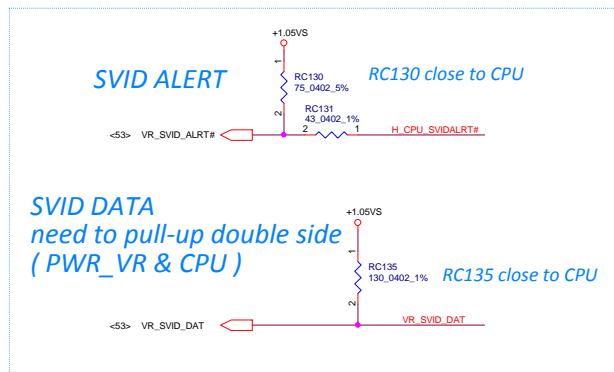 +1.05VS
SVID ALERT
1
RC130
75_0402_5%
RC130 close to CPU
2
RC131
43_0402_1%
<53> VR_SVID_ALRT#
2
1
H_CPU_SVIDALRT#
SVID DATA
need to pull-up double side
( PWR_VR & CPU )
+1.05VS
1
RC135
130_0402_1%
RC135 close to CPU
2
<53> VR_SVID_DAT
VR_SVID_DAT